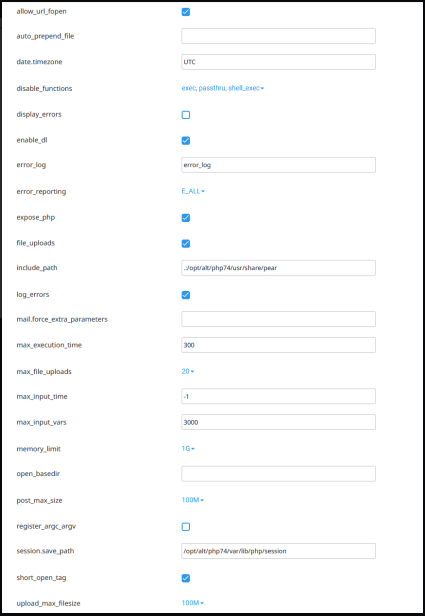 allow_url_fopen
auto_prepend_file
date.timezone UTC
disable_functions exec, passthru, shell_exec
display_errors
enable_dl
error_log error_log
error_reporting E_ALL
expose_php
file_uploads
include_path .:/opt/alt/php74/usr/share/pear
log_errors
mail.force_extra_parameters
max_execution_time 300
max_file_uploads 20
max_input_time -1
max_input_vars 3000
memory_limit 1G
open_basedir
post_max_size 100M
register_argc_argv
session.save_path /opt/alt/php74/var/lib/php/session
short_open_tag
upload_max_filesize 100M